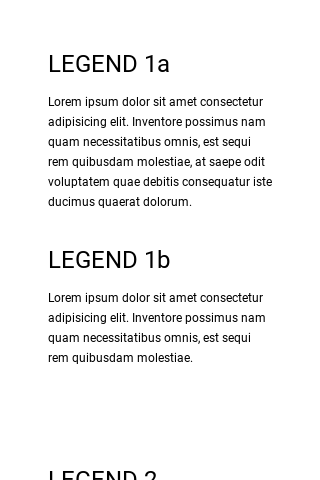 LEGEND 1a
Lorem ipsum dolor sit amet consectetur
adipisicing elit. Inventore possimus nam
quam necessitatibus omnis, est sequi
rem quibusdam molestiae, at saepe odit
voluptatem quae debitis consequatur iste
ducimus quaerat dolorum.
LEGEND 1b
Lorem ipsum dolor sit amet consectetur
adipisicing elit. Inventore possimus nam
quam necessitatibus omnis, est sequi
rem quibusdam molestiae.
LEGEND 2